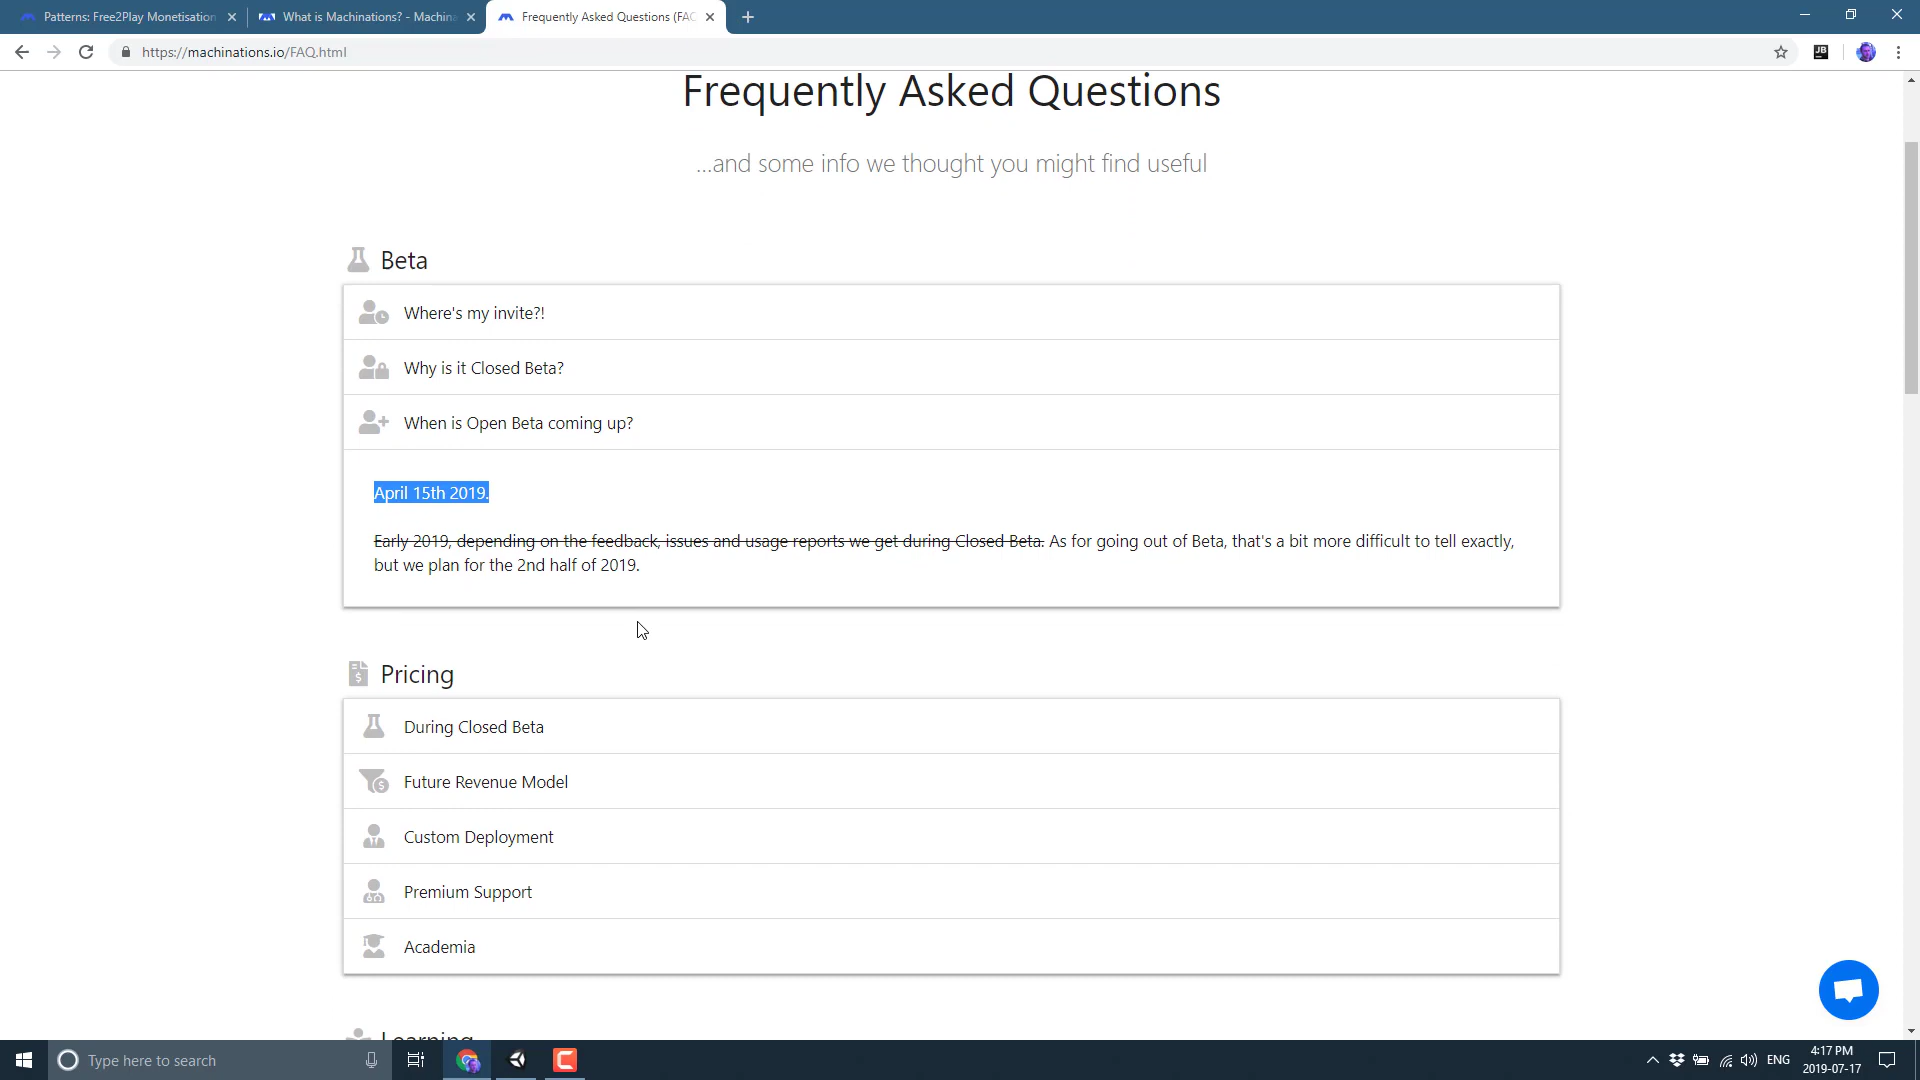 Patterns: Free2Play Monetisation
What is Machinations? - Machina
Frequently Asked Questions (FAC
https://machinations.io/FAQ.html
JB
Frequently Asked Questions
...and some info we thought you might find useful
Beta
Where's my invite?!
Why is it Closed Beta?
When is Open Beta coming up?
April 15th 2019.
Early 2019, depending on the feedback, issues and usage reports we get during Closed Beta. As for going out of Beta, that's a bit more difficult to tell exactly,
but we plan for the 2nd half of 2019.
Pricing
During Closed Beta
Future Revenue Model
Custom Deployment
Premium Support
Academia
Learning
Type here to search
ENG
4:17 PM
2019-07-17